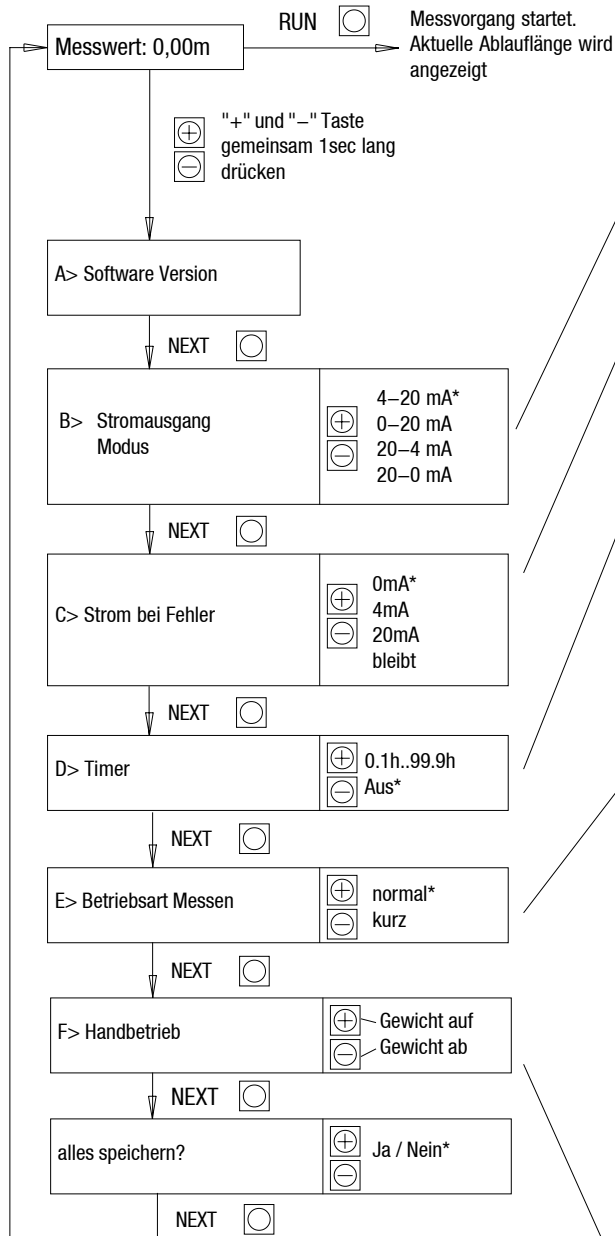 Messwert: 0,00m
RUN
Messvorgang startet.
Aktuelle Ablauflänge wird
angezeigt
"+" und "–" Taste
gemeinsam 1sec lang
drücken
A> Software Version
NEXT
B> Stromausgang
Modus
4–20 mA*
0–20 mA
20–4 mA
20–0 mA
NEXT
C> Strom bei Fehler
0mA*
4mA
20mA
bleibt
NEXT
D> Timer
0.1h..99.9h
Aus*
NEXT
E> Betriebsart Messen
normal*
kurz
NEXT
F> Handbetrieb
Gewicht auf
Gewicht ab
NEXT
alles speichern?
Ja / Nein*
NEXT